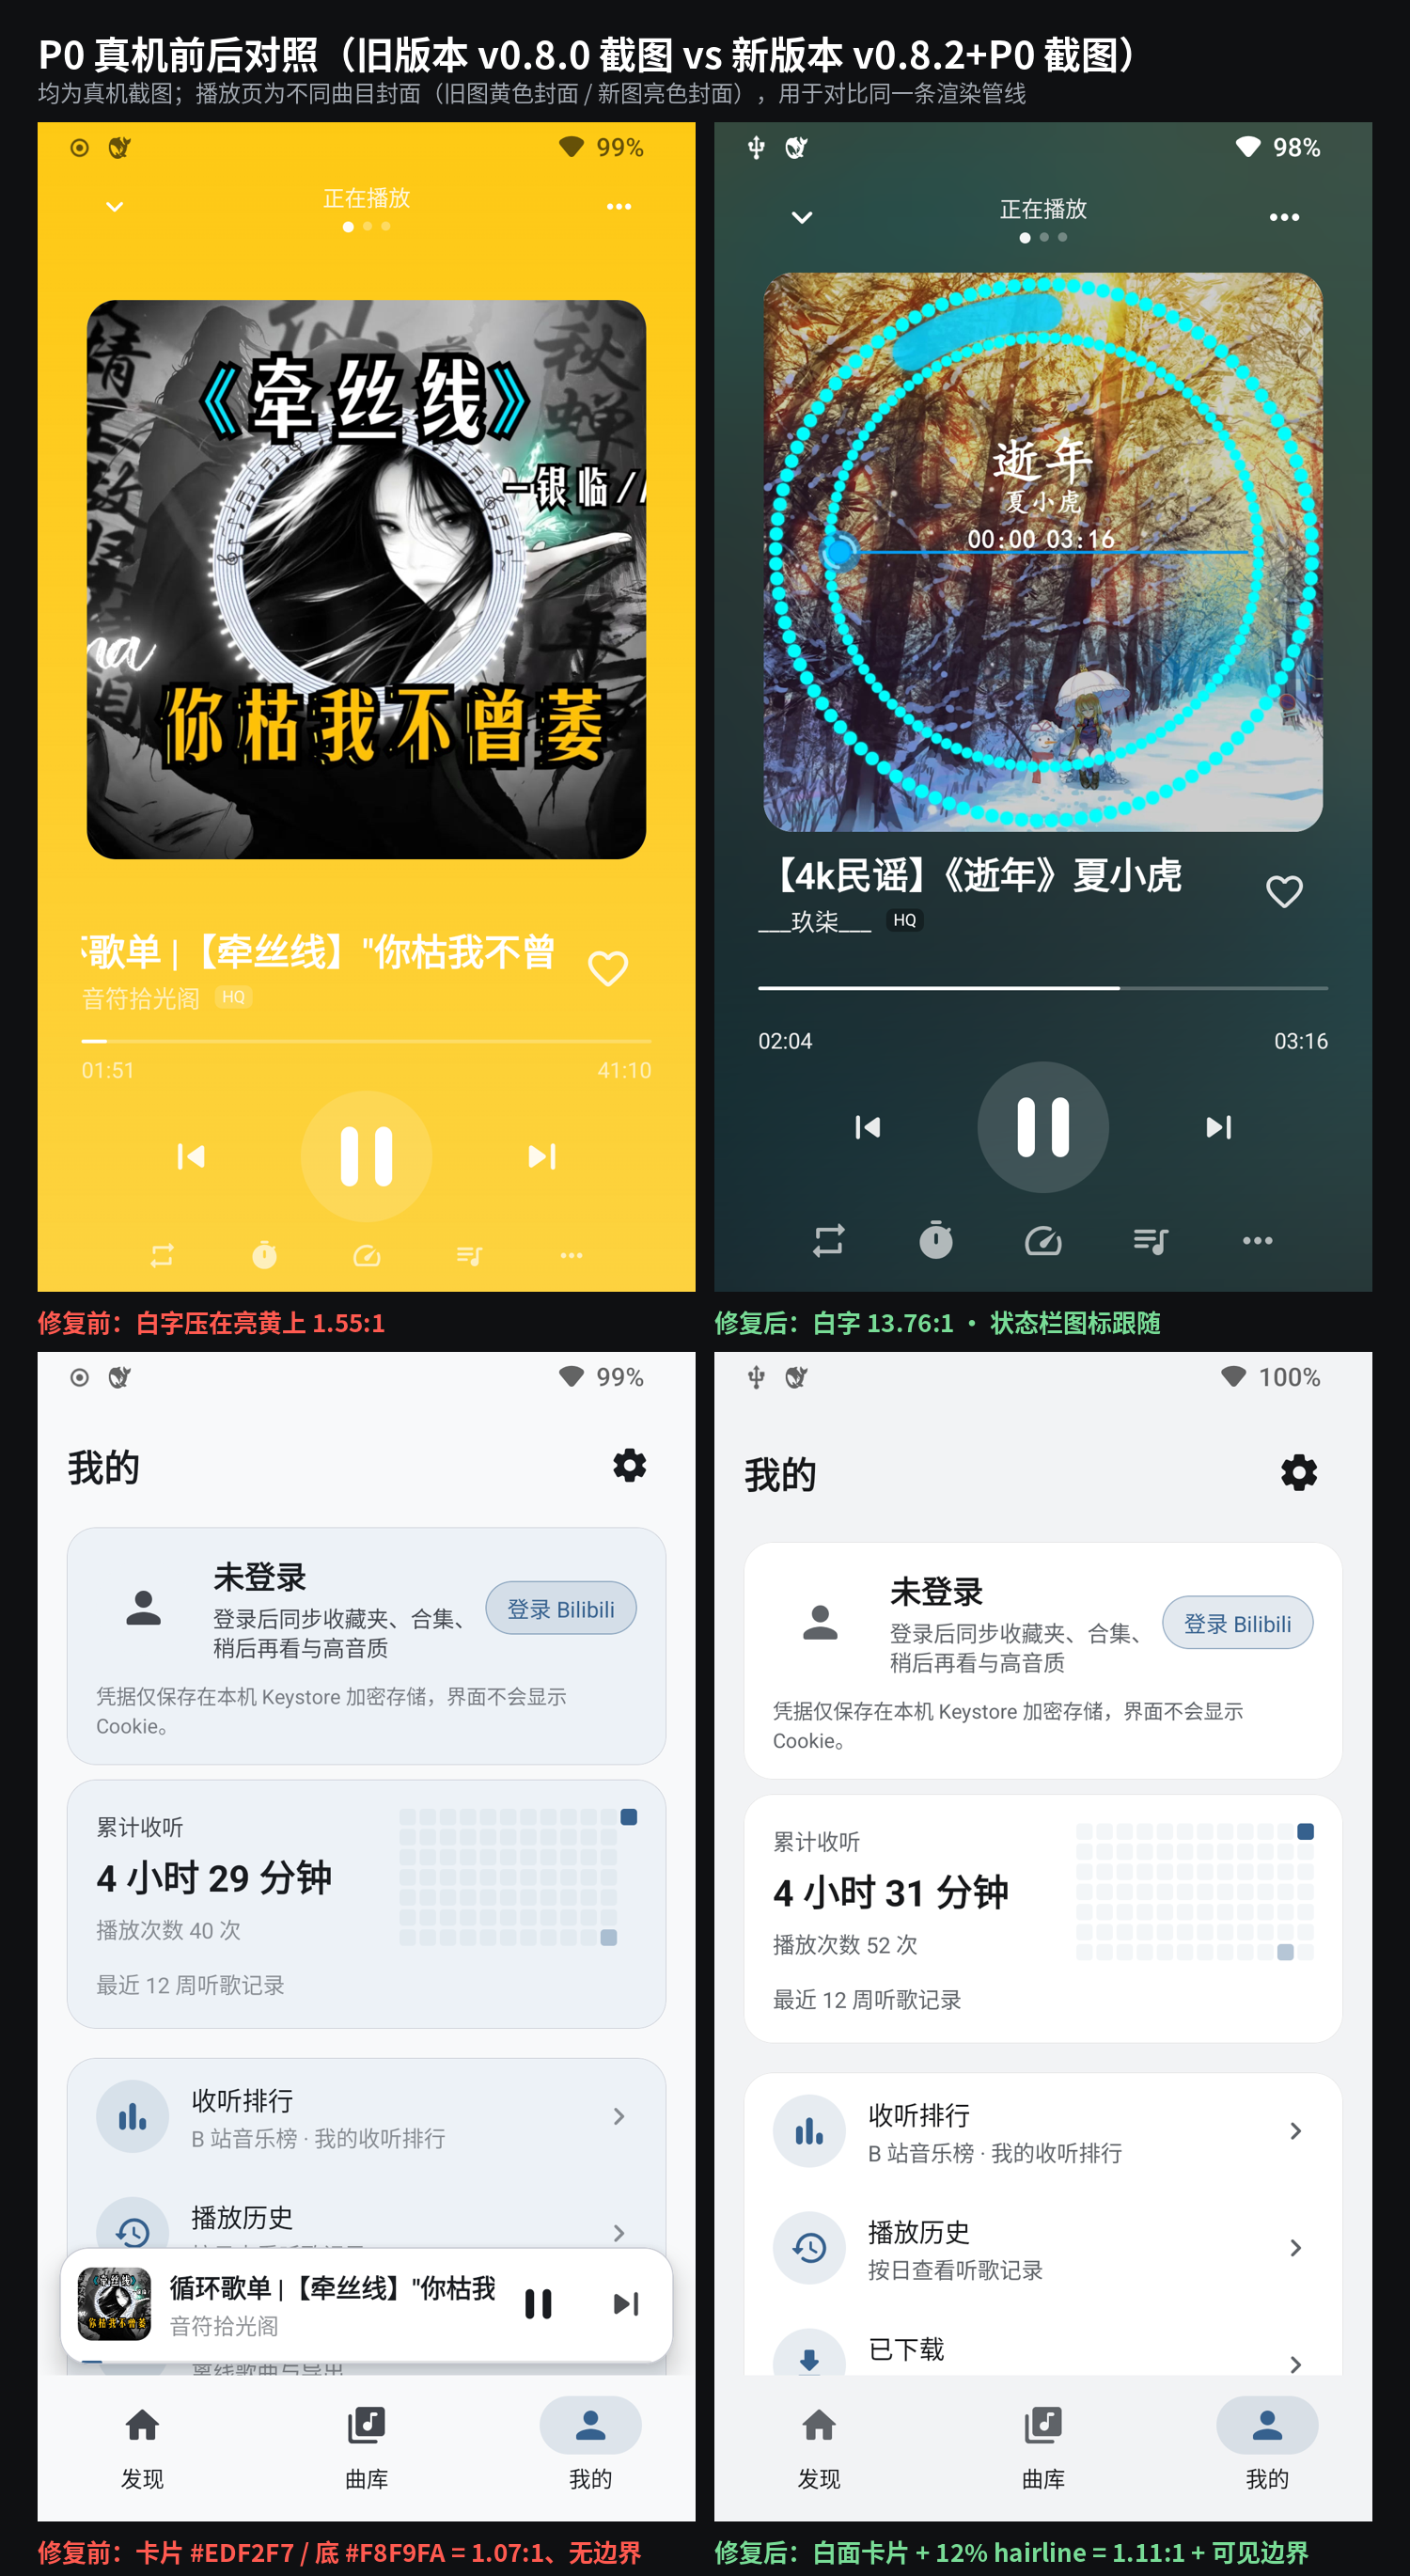 P0 真机前后对照（旧版本 v0.8.0 截图 vs 新版本 v0.8.2+P0 截图）
均为真机截图；播放页为不同曲目封面（旧图黄色封面 / 新图亮色封面），用于对比同一条渲染管线
99%
正在播放
《牵丝线》
一银临 /
na
你枯我不曾萎
歌单 |【牵丝线】"你枯我不曾
音符拾光阁 HQ
01:51 41:10
98%
正在播放
逝年
夏小虎
00:00 03:16
【4k民谣】《逝年》夏小虎
___玖柒___ HQ
02:04 03:16
修复前：白字压在亮黄上 1.55:1
修复后：白字 13.76:1 · 状态栏图标跟随
99%
我的
未登录
登录后同步收藏夹、合集、
稍后再看与高音质
登录 Bilibili
凭据仅保存在本机 Keystore 加密存储，界面不会显示
Cookie。
累计收听
4 小时 29 分钟
播放次数 40 次
最近 12 周听歌记录
收听排行
B 站音乐榜 · 我的收听排行
播放历史
循环歌单 |【牵丝线】"你枯我
音符拾光阁
离线歌曲与导出
发现 曲库 我的
100%
我的
未登录
登录后同步收藏夹、合集、
稍后再看与高音质
登录 Bilibili
凭据仅保存在本机 Keystore 加密存储，界面不会显示
Cookie。
累计收听
4 小时 31 分钟
播放次数 52 次
最近 12 周听歌记录
收听排行
B 站音乐榜 · 我的收听排行
播放历史
按日查看听歌记录
已下载
发现 曲库 我的
修复前：卡片 #EDF2F7 / 底 #F8F9FA = 1.07:1、无边界
修复后：白面卡片 + 12% hairline = 1.11:1 + 可见边界